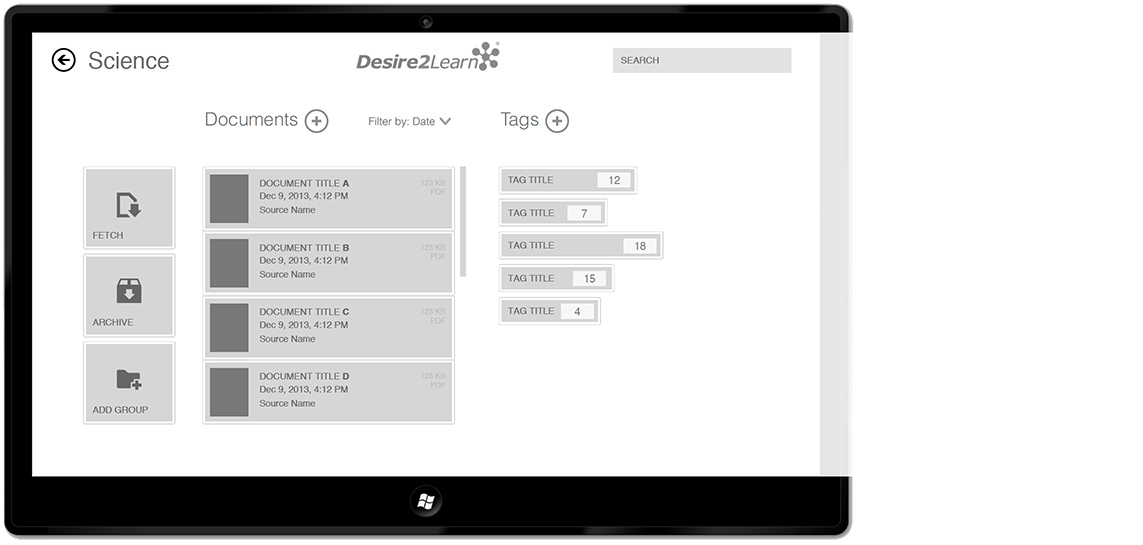 Science
Desire2Learn
SEARCH
Documents
Filter by: Date
Tags
FETCH
ARCHIVE
ADD GROUP
DOCUMENT TITLE A
123 KB
Dec 9, 2013, 4:12 PM
PDF
Source Name
DOCUMENT TITLE B
123 KB
Dec 9, 2013, 4:12 PM
PDF
Source Name
DOCUMENT TITLE C
123 KB
Dec 9, 2013, 4:12 PM
PDF
Source Name
DOCUMENT TITLE D
123 KB
Dec 9, 2013, 4:12 PM
PDF
Source Name
TAG TITLE 12
TAG TITLE 7
TAG TITLE 18
TAG TITLE 15
TAG TITLE 4